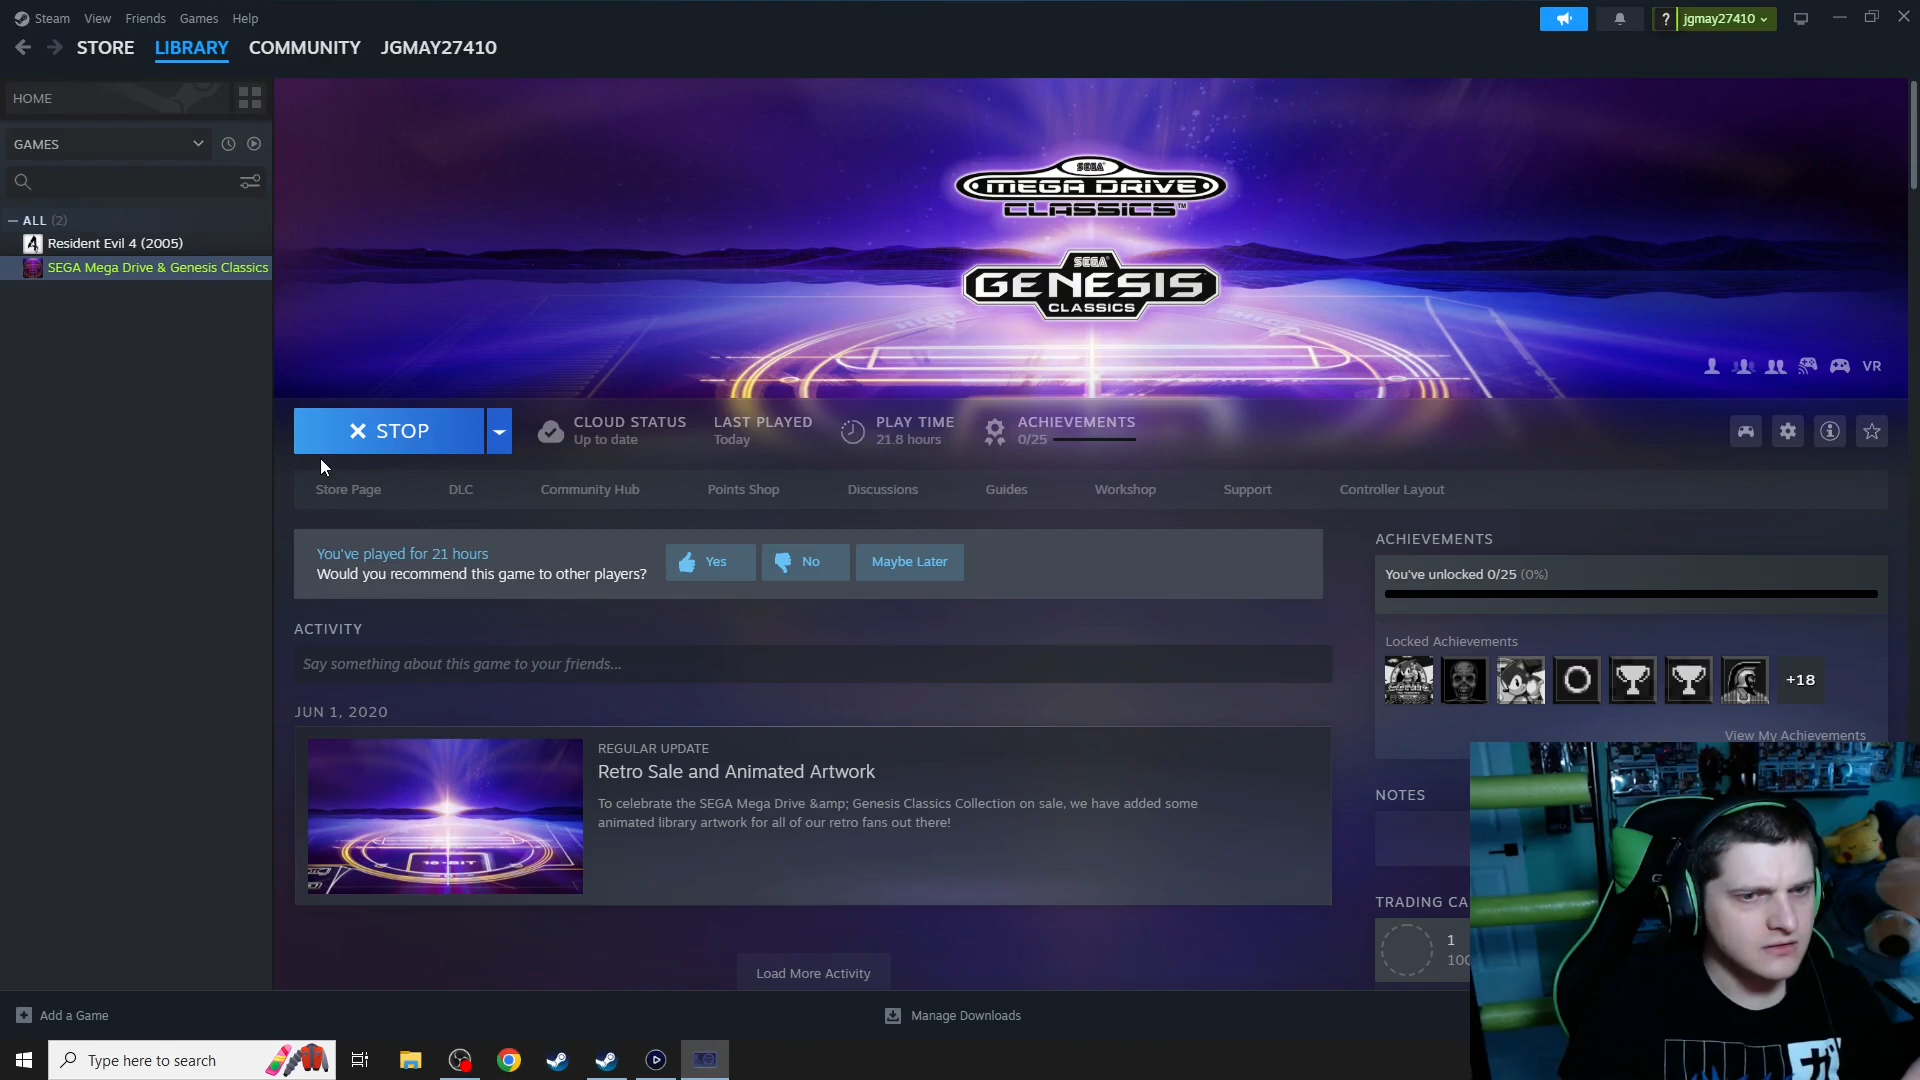 Steam View Friends Games Help
jgmay27410
STORE LIBRARY COMMUNITY JGMAY27410
HOME
GAMES
ALL (2)
Resident Evil 4 (2005)
SEGA Mega Drive & Genesis Classics
SEGA
MEGA DRIVE
CLASSICS™
SEGA
GENESIS
CLASSICS
VR
STOP
CLOUD STATUS
Up to date
LAST PLAYED
Today
PLAY TIME
21.8 hours
ACHIEVEMENTS
0/25
Store Page DLC Community Hub Points Shop Discussions Guides Workshop Support Controller Layout
You've played for 21 hours
Would you recommend this game to other players?
Yes No Maybe Later
ACTIVITY
Say something about this game to your friends...
JUN 1, 2020
REGULAR UPDATE
Retro Sale and Animated Artwork
To celebrate the SEGA Mega Drive &amp; Genesis Classics Collection on sale, we have added some
animated library artwork for all of our retro fans out there!
16-BIT
Load More Activity
ACHIEVEMENTS
You've unlocked 0/25 (0%)
Locked Achievements
+18
View My Achievements
NOTES
TRADING CA
1
100
Add a Game
Manage Downloads
Type here to search